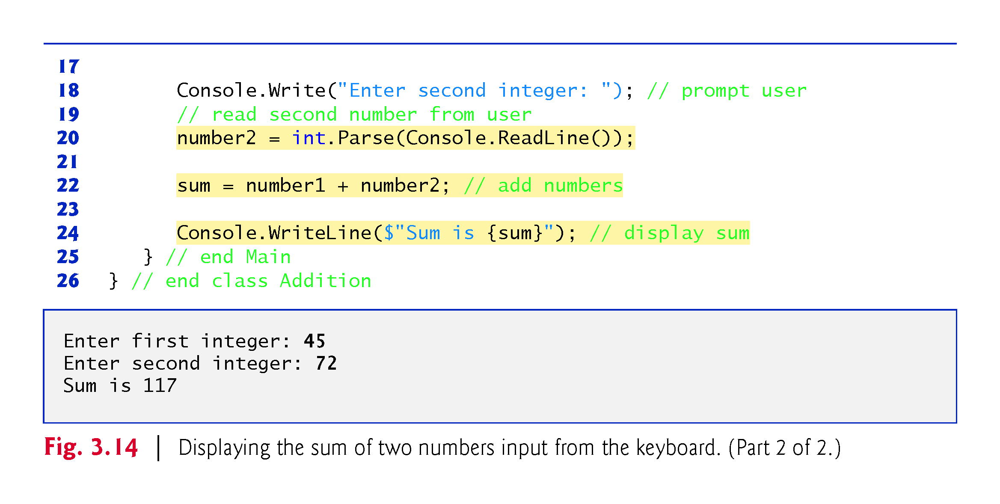 17
18 Console.Write("Enter second integer: "); // prompt user
19 // read second number from user
20 number2 = int.Parse(Console.ReadLine());
21
22 sum = number1 + number2; // add numbers
23
24 Console.WriteLine($"Sum is {sum}"); // display sum
25 } // end Main
26 } // end class Addition
Enter first integer: 45
Enter second integer: 72
Sum is 117
Fig. 3.14 | Displaying the sum of two numbers input from the keyboard. (Part 2 of 2.)